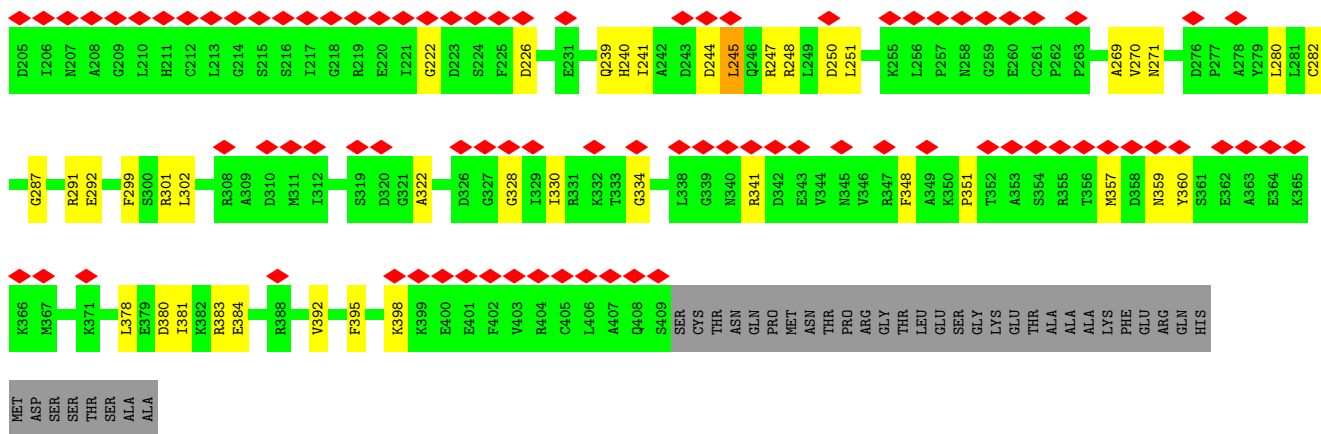 D205 I206 N207 A208 G209 L210 H211 C212 L213 G214 S215 S216 I217 G218 R219 E220 I221 G222 D223 S224 F225 D226 E231 Q239 H240 I241 A242 D243 D244 L245 Q246 R247 R248 L249 D250 L251 K255 L256 P257 N258 G259 E260 C261 P262 P263 A269 V270 N271 D276 P277 A278 Y279 L280 L281 C282
G287 R291 E292 F299 S300 R301 L302 R308 A309 D310 M311 I312 S319 D320 G321 A322 D326 G327 G328 I329 I330 R331 K332 T333 G334 L338 G339 N340 R341 D342 E343 V344 N345 V346 R347 F348 A349 K350 P351 T352 A353 S354 R355 T356 M357 D358 N359 Y360 S361 E362 A363 E364 K365
K366 M367 K371 L378 E379 D380 I381 K382 R383 E384 R388 V392 F395 K398 K399 E400 E401 F402 V403 R404 C405 L406 A407 Q408 S409 SER CYS THR ASN GLN PRO MET ASN THR PRO ARG GLY THR LEU GLU SER GLY LYS GLU THR ALA ALA ALA LYS PHE GLU ARG GLN HIS
MET ASP SER SER THR SER ALA ALA